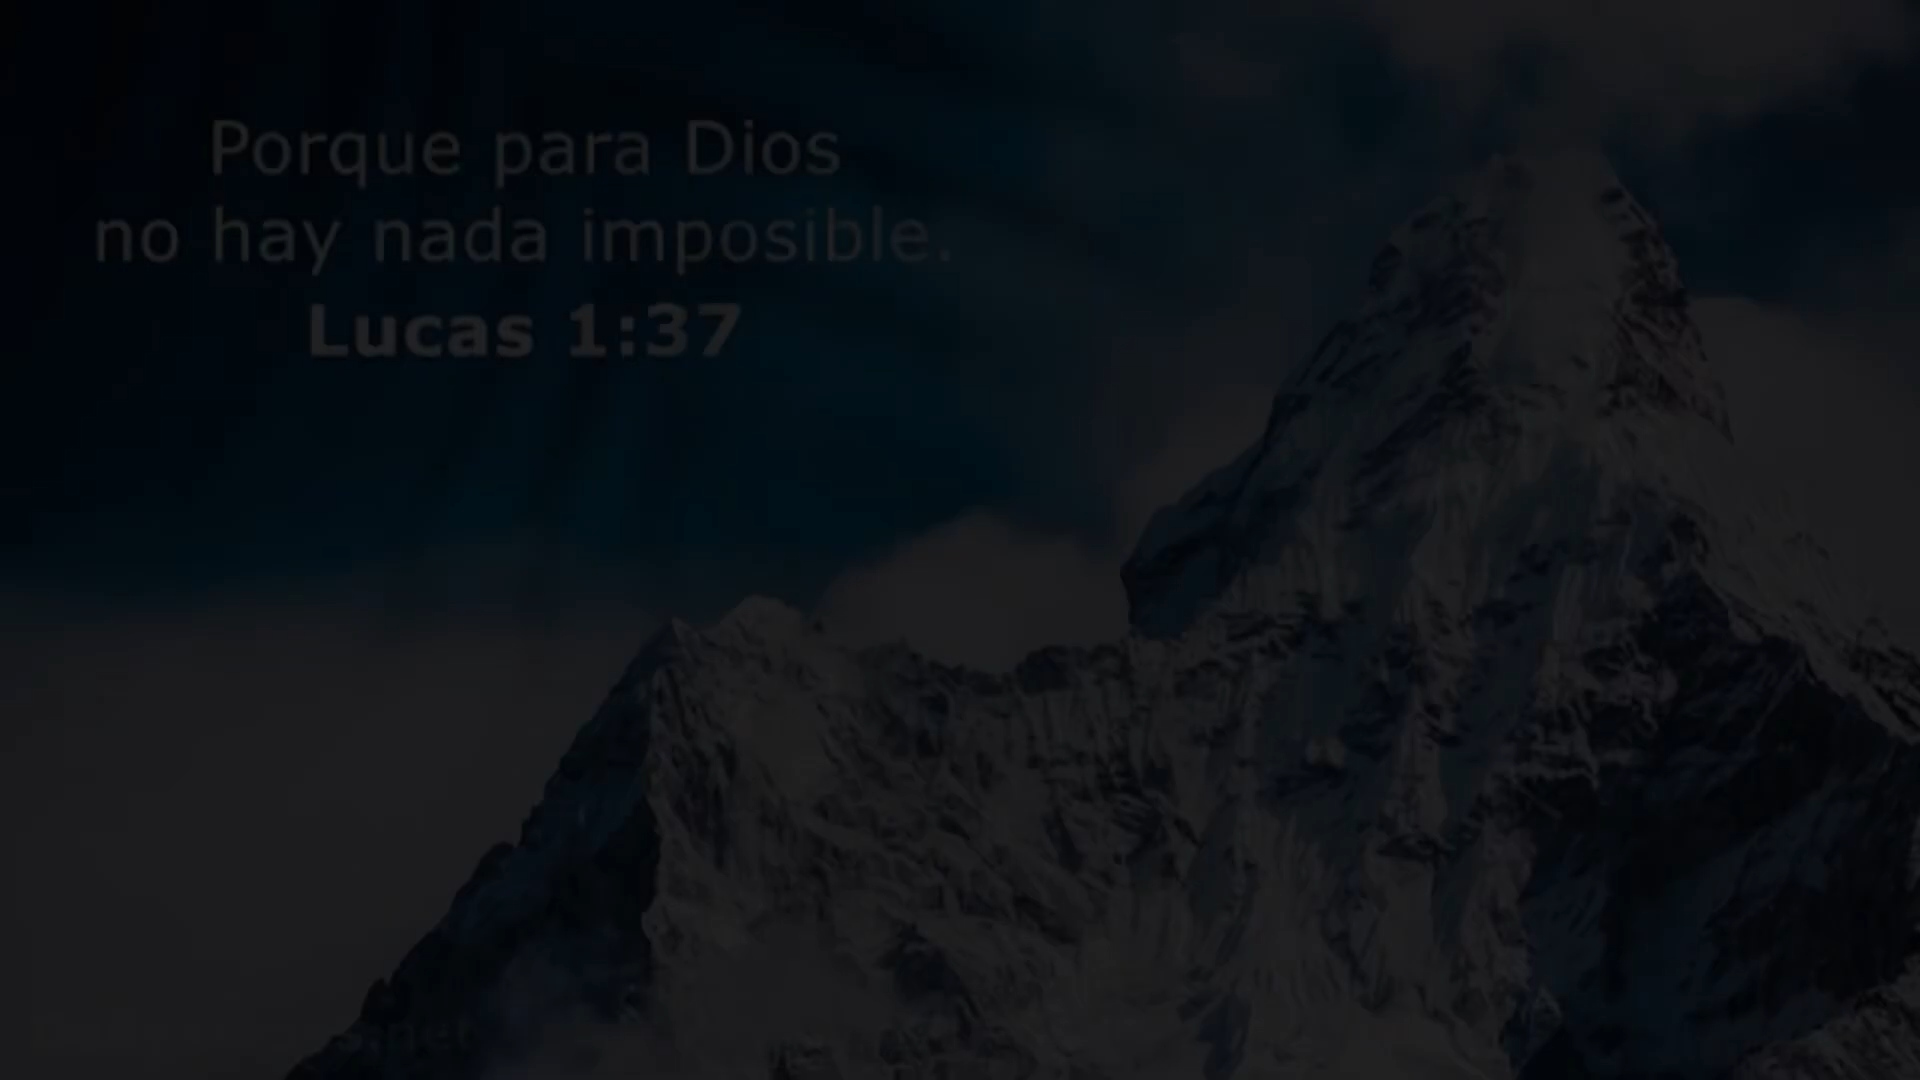 Porque para Dios
no hay nada imposible.
Lucas 1:37